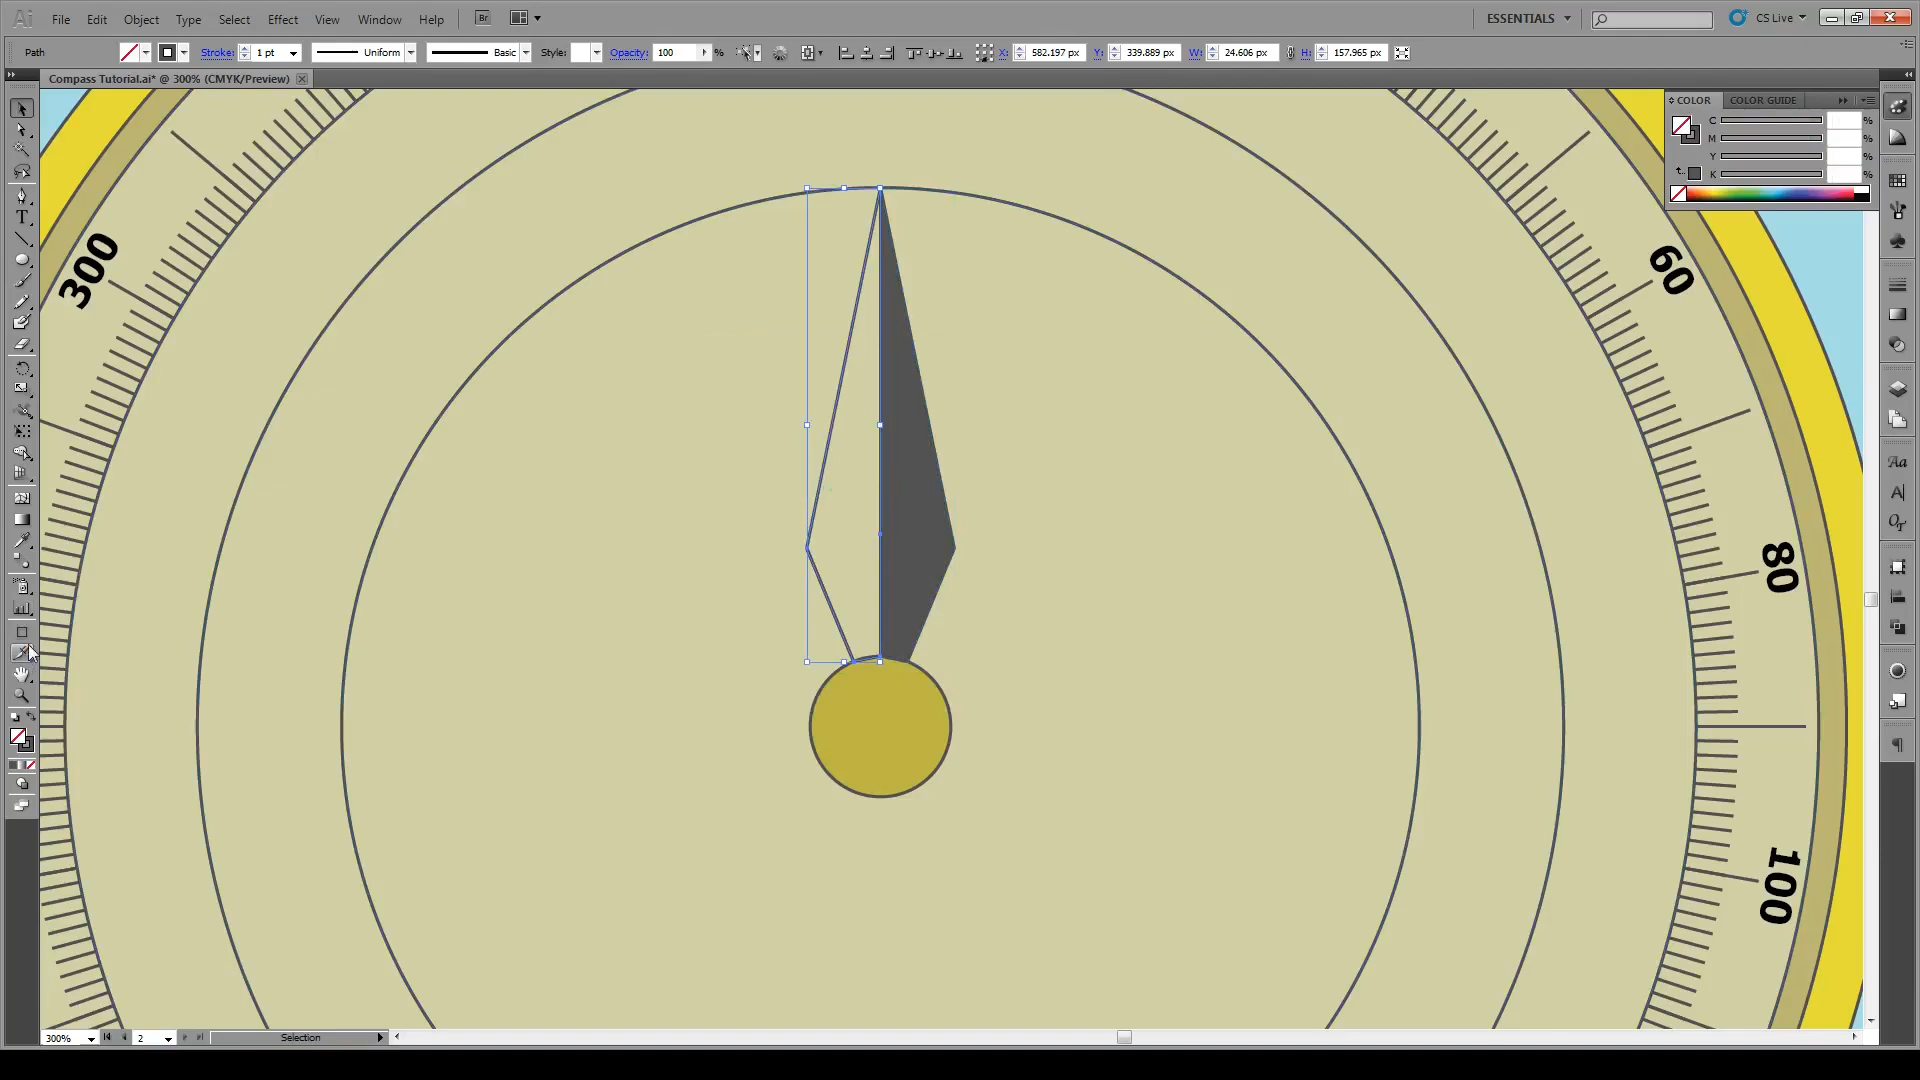 Ai File Edit Object Type Select Effect View Window Help Br ESSENTIALS CS Live
Path Stroke: 1 pt Uniform Basic Style: Opacity: 100 % X: 582.197 px Y: 339.889 px W: 24.606 px H: 157.965 px
Compass Tutorial.ai* @ 300% (CMYK/Preview)
COLOR COLOR GUIDE
C %
M %
Y %
K %
300
60
80
100
300% 2 Selection